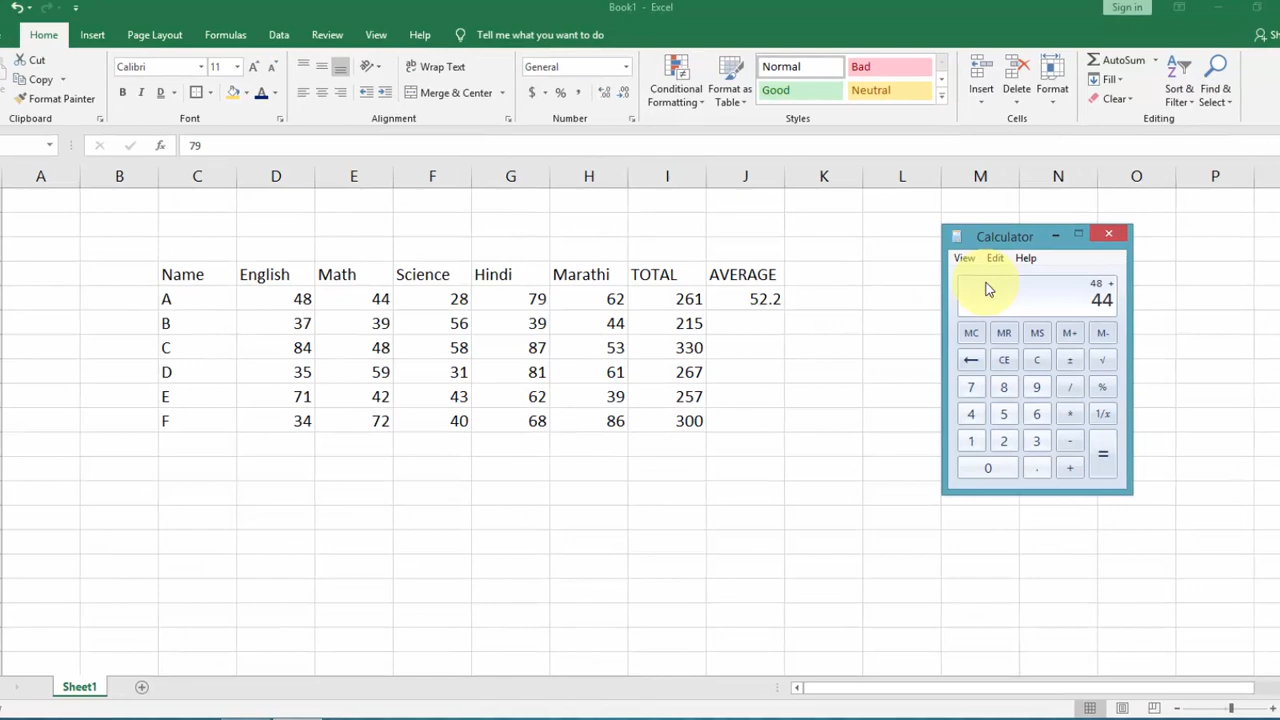 Book1 - Excel
Sign in
Home Insert Page Layout Formulas Data Review View Help Tell me what you want to do
Cut
Copy
Format Painter
Clipboard
Calibri 11 A A
B I D A
Font
Wrap Text
Merge & Center
Alignment
General
$ % ,
Number
Conditional Formatting
Format as Table
Normal Bad
Good Neutral
Styles
Insert Delete Format
Cells
AutoSum
Fill
Clear
Sort & Filter
Find & Select
Editing
fx 79
A B C D E F G H I J K L M N O P
Name English Math Science Hindi Marathi TOTAL AVERAGE
A 48 44 28 79 62 261 52.2
B 37 39 56 39 44 215
C 84 48 58 87 53 330
D 35 59 31 81 61 267
E 71 42 43 62 39 257
F 34 72 40 68 86 300
Calculator
View Edit Help
48 +
44
MC MR MS M+ M-
← CE C ± √
7 8 9 / %
4 5 6 * 1/x
1 2 3 - =
0 . +
Sheet1